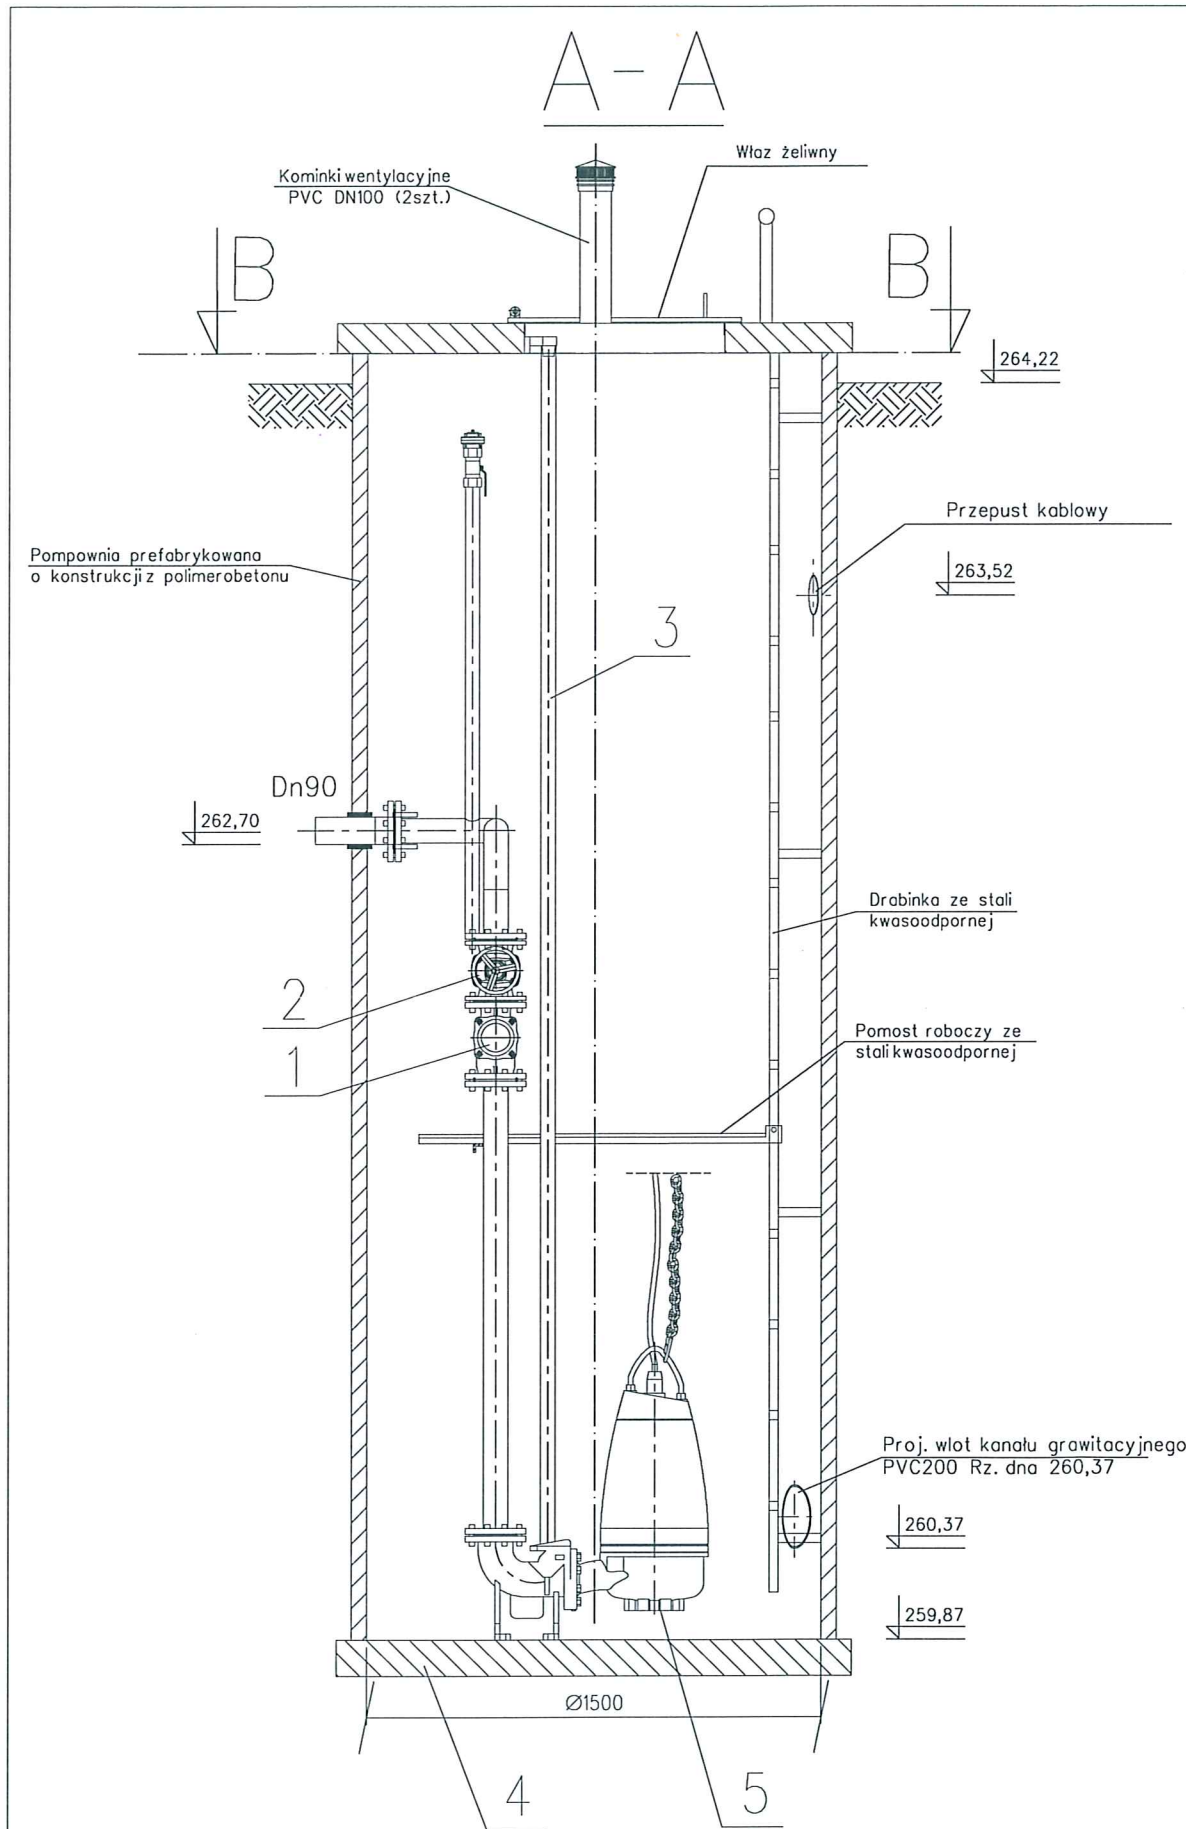 A - A
Właz żeliwny
Kominki wentylacyjne
PVC DN100 (2szt.)
B
B
264,22
Przepust kablowy
263,52
Pompownia prefabrykowana
o konstrukcji z polimerobetonu
3
Dn90
262,70
Drabinka ze stali
kwasoodpornej
2
1
Pomost roboczy ze
stali kwasoodpornej
Proj. wlot kanału grawitacyjnego
PVC200 Rz. dna 260,37
260,37
259,87
Ø1500
4
5